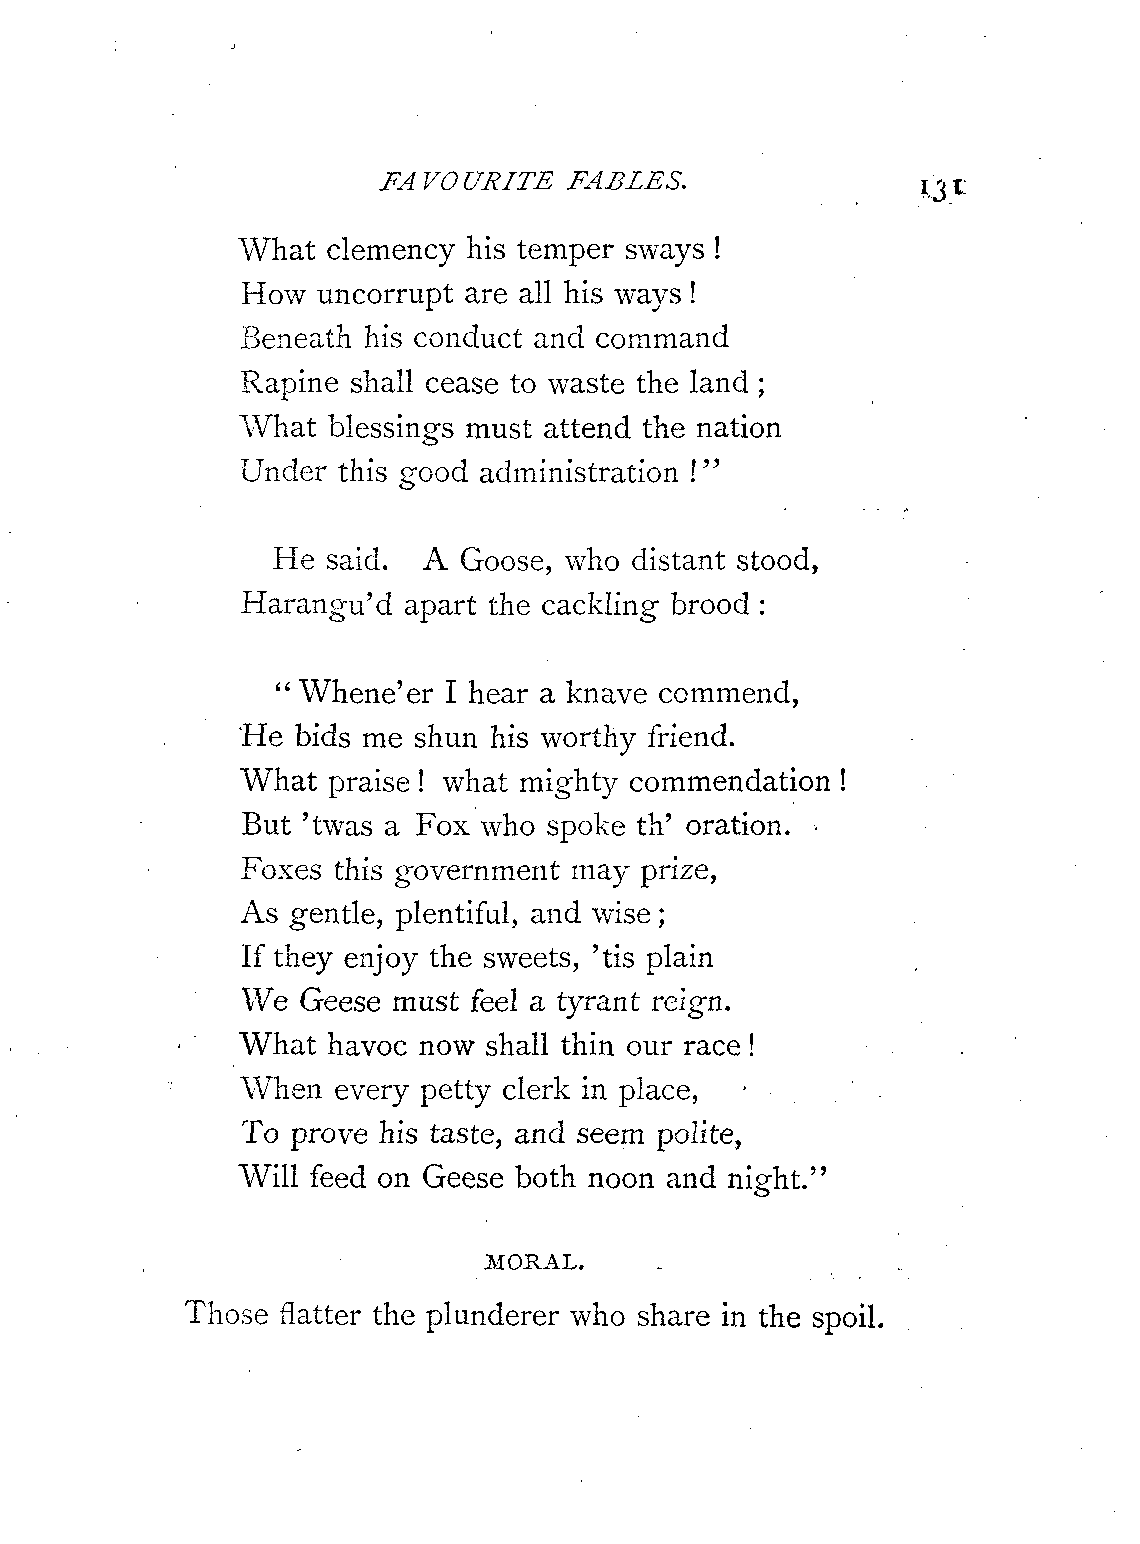 FAVOURITE FABLES. 131
What clemency his temper sways !
How uncorrupt are all his ways !
Beneath his conduct and command
Rapine shall cease to waste the land ;
What blessings must attend the nation
Under this good administration !”
He said. A Goose, who distant stood,
Harangu’d apart the cackling brood :
“ Whene’er I hear a knave commend,
He bids me shun his worthy friend.
What praise ! what mighty commendation !
But ’twas a Fox who spoke th’ oration.
Foxes this government may prize,
As gentle, plentiful, and wise ;
If they enjoy the sweets, ’tis plain
We Geese must feel a tyrant reign.
What havoc now shall thin our race !
When every petty clerk in place,
To prove his taste, and seem polite,
Will feed on Geese both noon and night.”
MORAL.
Those flatter the plunderer who share in the spoil.